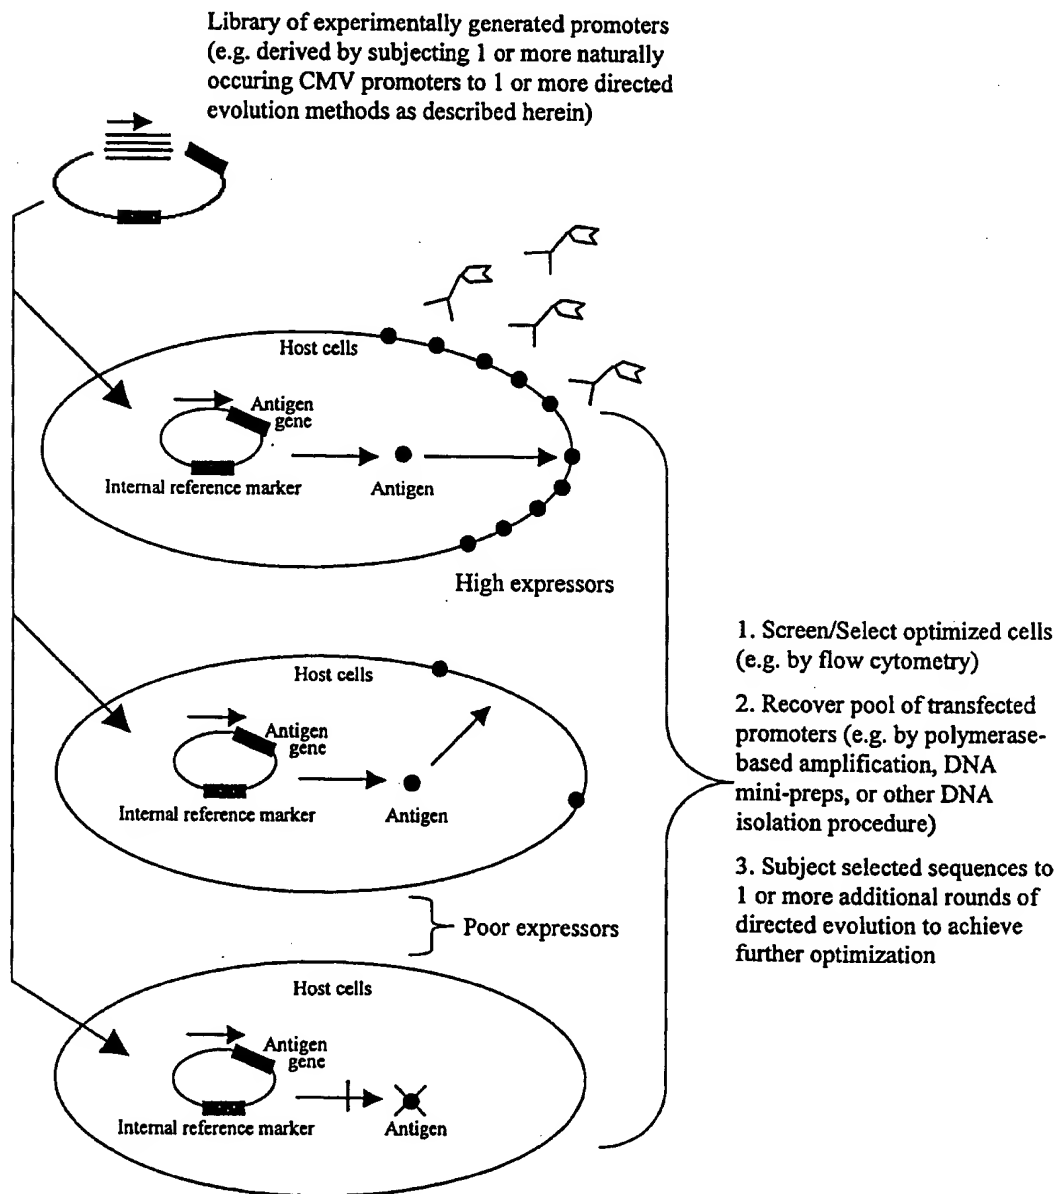 Library of experimentally generated promoters
(e.g. derived by subjecting 1 or more naturally
occuring CMV promoters to 1 or more directed
evolution methods as described herein)
Host cells
Antigen
gene
Internal reference marker
Antigen
High expressors
Host cells
Antigen
gene
Internal reference marker
Antigen
Poor expressors
Host cells
Antigen
gene
Internal reference marker
Antigen
1. Screen/Select optimized cells
(e.g. by flow cytometry)
2. Recover pool of transfected
promoters (e.g. by polymerase-
based amplification, DNA
mini-preps, or other DNA
isolation procedure)
3. Subject selected sequences to
1 or more additional rounds of
directed evolution to achieve
further optimization